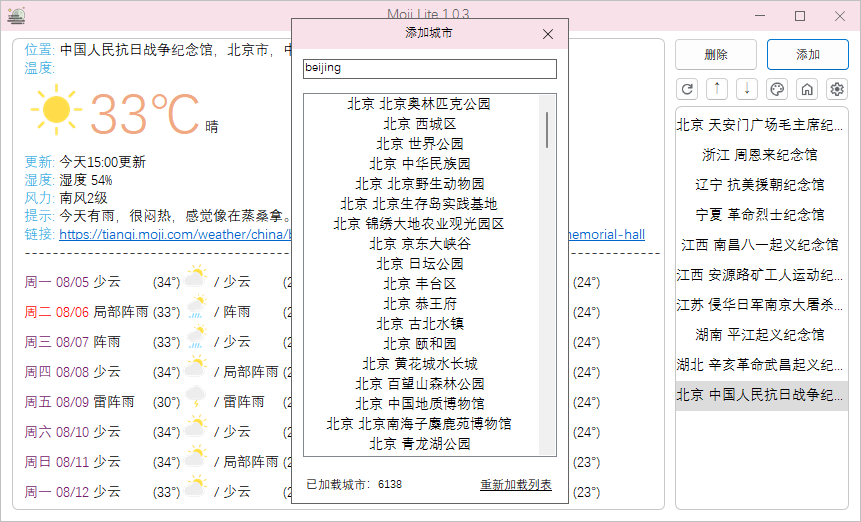 Moji Lite 1.0.3
位置: 中国人民抗日战争纪念馆，北京市，中
温度:
33℃ 晴
更新: 今天15:00更新
湿度: 湿度 54%
风力: 南风2级
提示: 今天有雨，很闷热，感觉像在蒸桑拿。
链接: https://tianqi.moji.com/weather/china/b
emorial-hall
周一 08/05 少云 (34°) / 少云 (2
(24°)
周二 08/06 局部阵雨 (33°) / 阵雨 (2
(24°)
周三 08/07 阵雨 (33°) / 少云 (2
(24°)
周四 08/08 少云 (34°) / 局部阵雨 (2
(24°)
周五 08/09 雷阵雨 (30°) / 雷阵雨 (2
(24°)
周六 08/10 少云 (34°) / 少云 (2
(24°)
周日 08/11 少云 (34°) / 局部阵雨 (2
(23°)
周一 08/12 少云 (33°) / 少云 (2
(23°)
添加城市
beijing
北京 北京奥林匹克公园
北京 西城区
北京 世界公园
北京 中华民族园
北京 北京野生动物园
北京 北京生存岛实践基地
北京 锦绣大地农业观光园区
北京 京东大峡谷
北京 日坛公园
北京 丰台区
北京 恭王府
北京 古北水镇
北京 颐和园
北京 黄花城水长城
北京 百望山森林公园
北京 中国地质博物馆
北京 北京南海子麋鹿苑博物馆
北京 青龙湖公园
已加载城市: 6138
重新加载列表
删除
添加
北京 天安门广场毛主席纪...
浙江 周恩来纪念馆
辽宁 抗美援朝纪念馆
宁夏 革命烈士纪念馆
江西 南昌八一起义纪念馆
江西 安源路矿工人运动纪...
江苏 侵华日军南京大屠杀...
湖南 平江起义纪念馆
湖北 辛亥革命武昌起义纪...
北京 中国人民抗日战争纪...